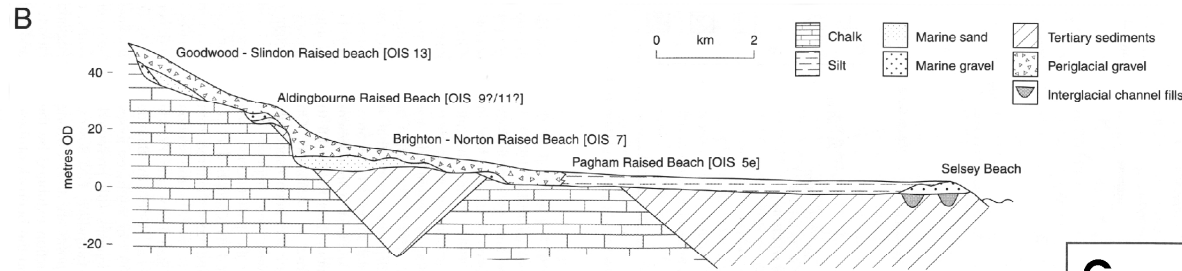 B
Goodwood - Slindon Raised beach [OIS 13]
Aldingbourne Raised Beach [OIS 9?/11?]
Brighton - Norton Raised Beach [OIS 7]
Pagham Raised Beach [OIS 5e]
Selsey Beach
metres OD
40
20
0
-20
0 km 2
Chalk
Silt
Marine sand
Marine gravel
Tertiary sediments
Periglacial gravel
Interglacial channel fills